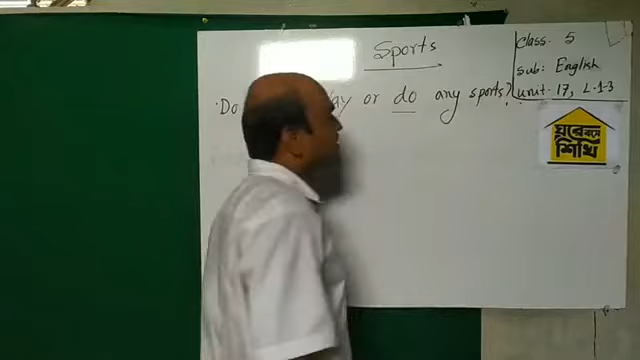 Sports
Class. 5
Sub: English
Unit. 17, L.1-3
Do ay or do any sports?
ঘরে বসে
শিখি